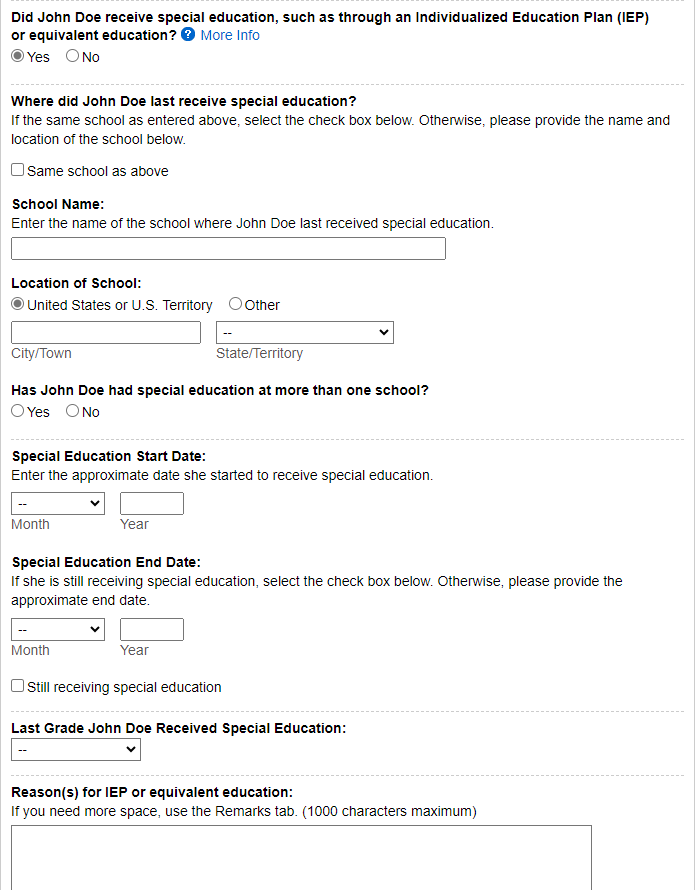 Did John Doe receive special education, such as through an Individualized Education Plan (IEP)
or equivalent education? ? More Info
Yes No
Where did John Doe last receive special education?
If the same school as entered above, select the check box below. Otherwise, please provide the name and
location of the school below.
Same school as above
School Name:
Enter the name of the school where John Doe last received special education.
Location of School:
United States or U.S. Territory Other
--
City/Town State/Territory
Has John Doe had special education at more than one school?
Yes No
Special Education Start Date:
Enter the approximate date she started to receive special education.
--
Month Year
Special Education End Date:
If she is still receiving special education, select the check box below. Otherwise, please provide the
approximate end date.
--
Month Year
Still receiving special education
Last Grade John Doe Received Special Education:
--
Reason(s) for IEP or equivalent education:
If you need more space, use the Remarks tab. (1000 characters maximum)